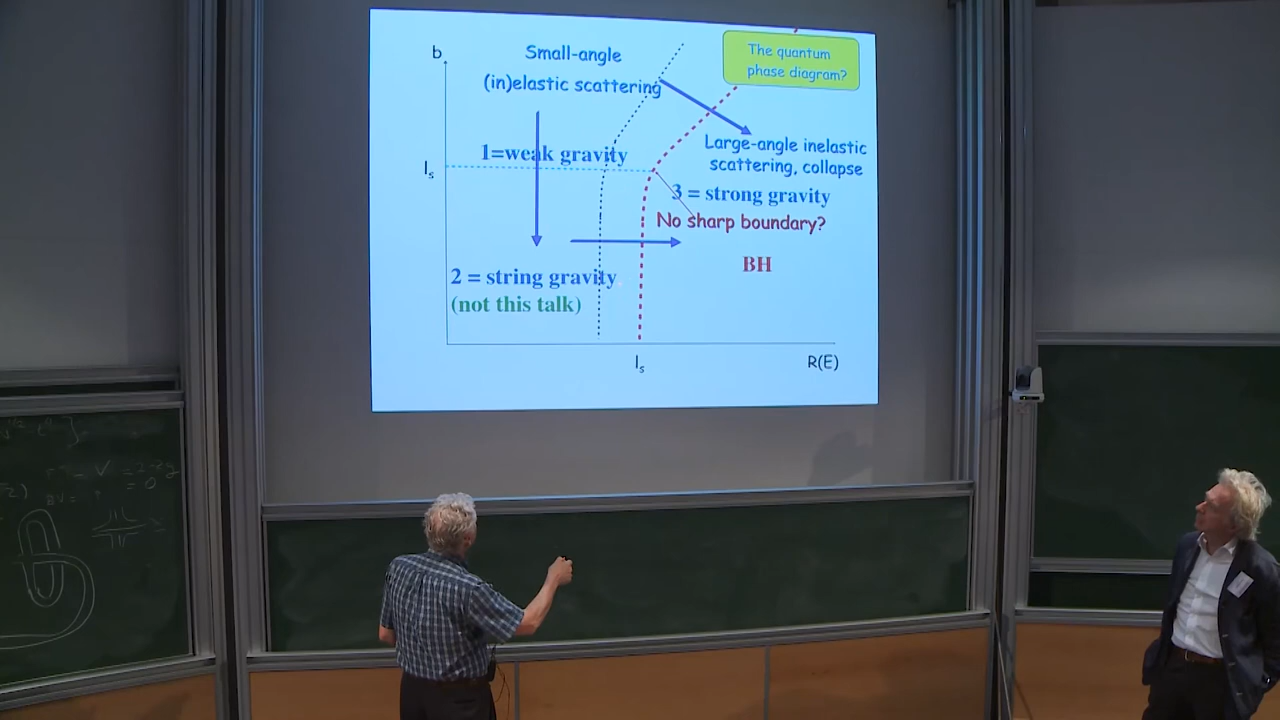 b
Small-angle
(in)elastic scattering
The quantum
phase diagram?
1=weak gravity
Large-angle inelastic
scattering, collapse
ls
3 = strong gravity
No sharp boundary?
BH
2 = string gravity
(not this talk)
ls
R(E)